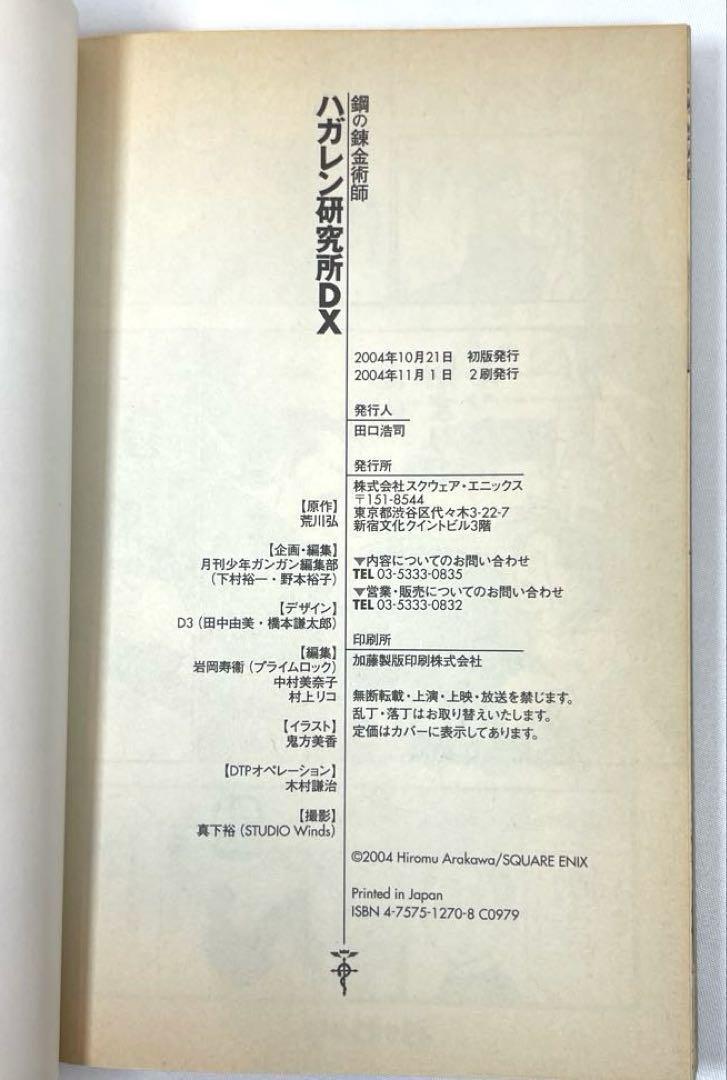 鋼の錬金術師
ハガレン研究所DX
2004年10月21日　初版発行
2004年11月1日　2刷発行
発行人
田口浩司
発行所
株式会社スクウェア・エニックス
〒151-8544
東京都渋谷区代々木3-22-7
新宿文化クイントビル3階
▼内容についてのお問い合わせ
TEL 03-5333-0835
▼営業・販売についてのお問い合わせ
TEL 03-5333-0832
印刷所
加藤製版印刷株式会社
無断転載・上演・上映・放送を禁じます。
乱丁・落丁はお取り替えいたします。
定価はカバーに表示してあります。
©2004 Hiromu Arakawa/SQUARE ENIX
Printed in Japan
ISBN 4-7575-1270-8 C0979
【原作】
荒川弘
【企画・編集】
月刊少年ガンガン編集部
（下村裕一・野本裕子）
【デザイン】
D3（田中由美・橋本謙太郎）
【編集】
岩岡寿衛（プライムロック）
中村美奈子
村上リコ
【イラスト】
鬼方美香
【DTPオペレーション】
木村謙治
【撮影】
真下裕（STUDIO Winds）